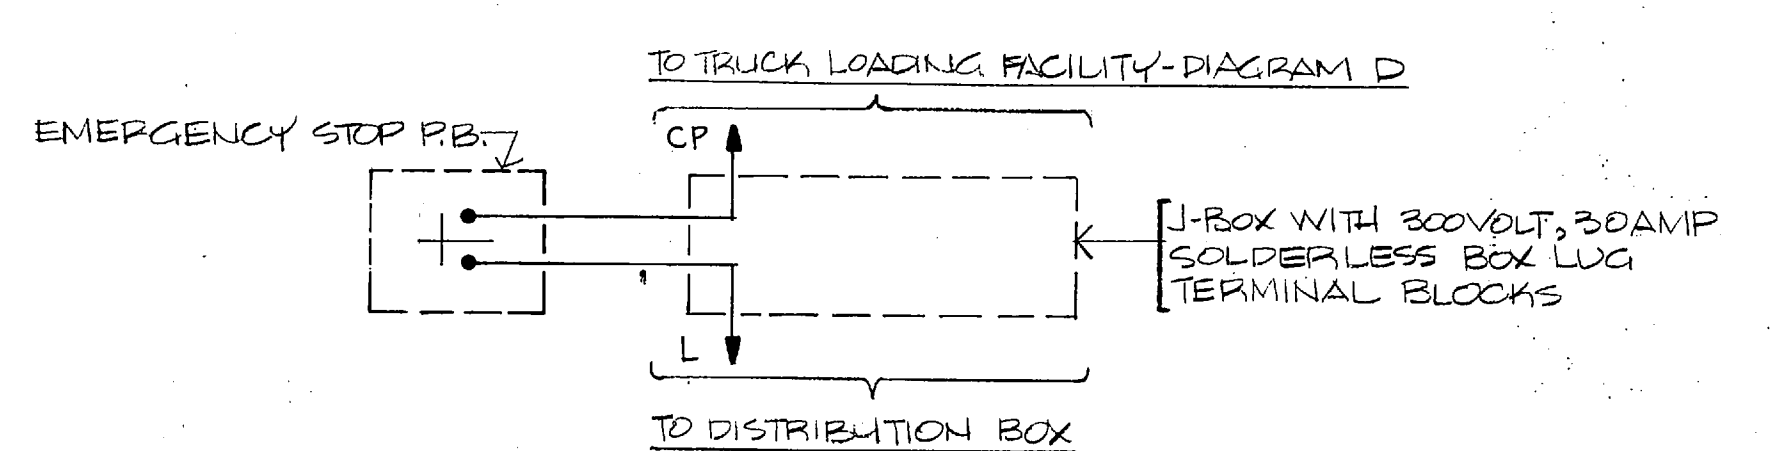 TO TRUCK LOADING FACILITY-DIAGRAM D
EMERGENCY STOP P.B.
CP
J-BOX WITH 300VOLT, 30AMP
SOLDERLESS BOX LUG
TERMINAL BLOCKS
L
TO DISTRIBUTION BOX